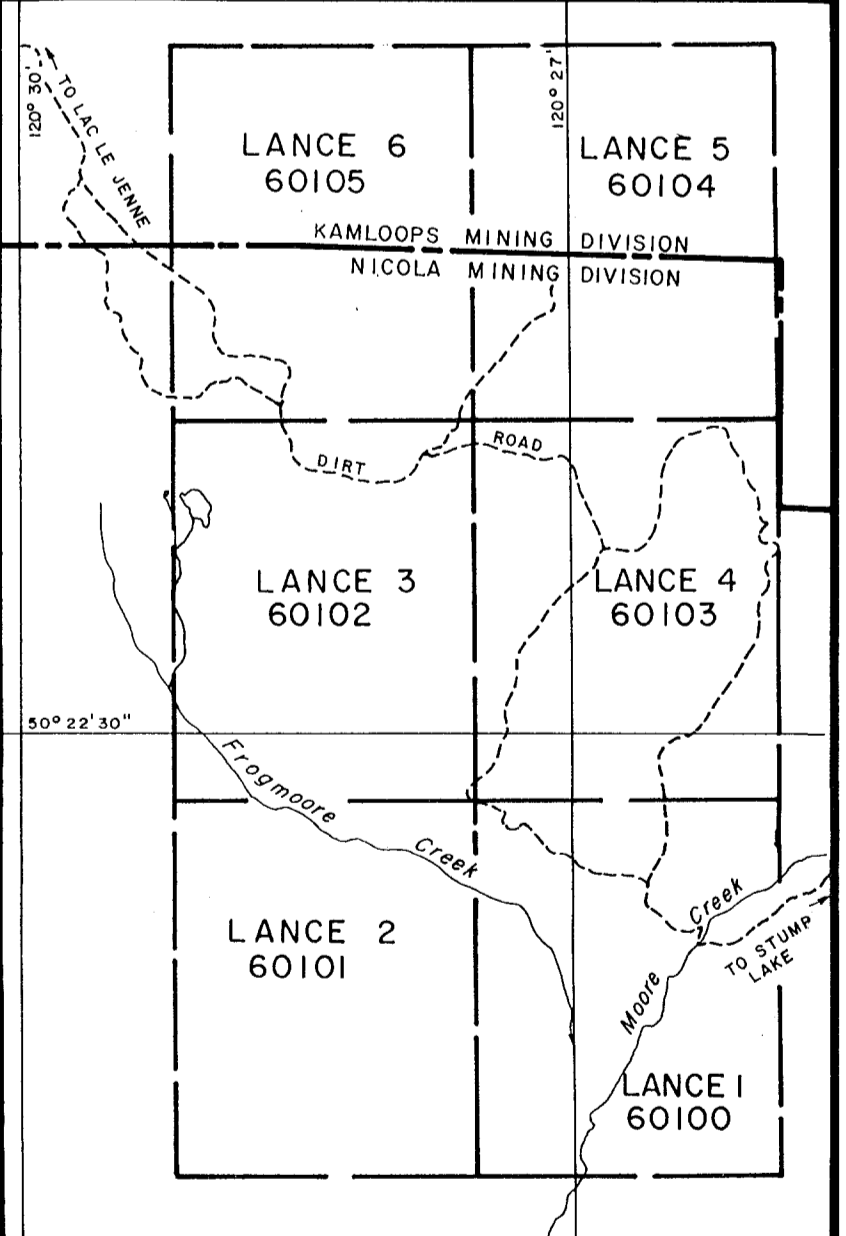 120° 30'
TO LAC LE JENNE
120° 27'
LANCE 6
60105
LANCE 5
60104
KAMLOOPS MINING DIVISION
NICOLA MINING DIVISION
DIRT ROAD
LANCE 3
60102
LANCE 4
60103
50° 22' 30"
Frogmoore Creek
LANCE 2
60101
Moore Creek
TO STUMP
LAKE
LANCE 1
60100